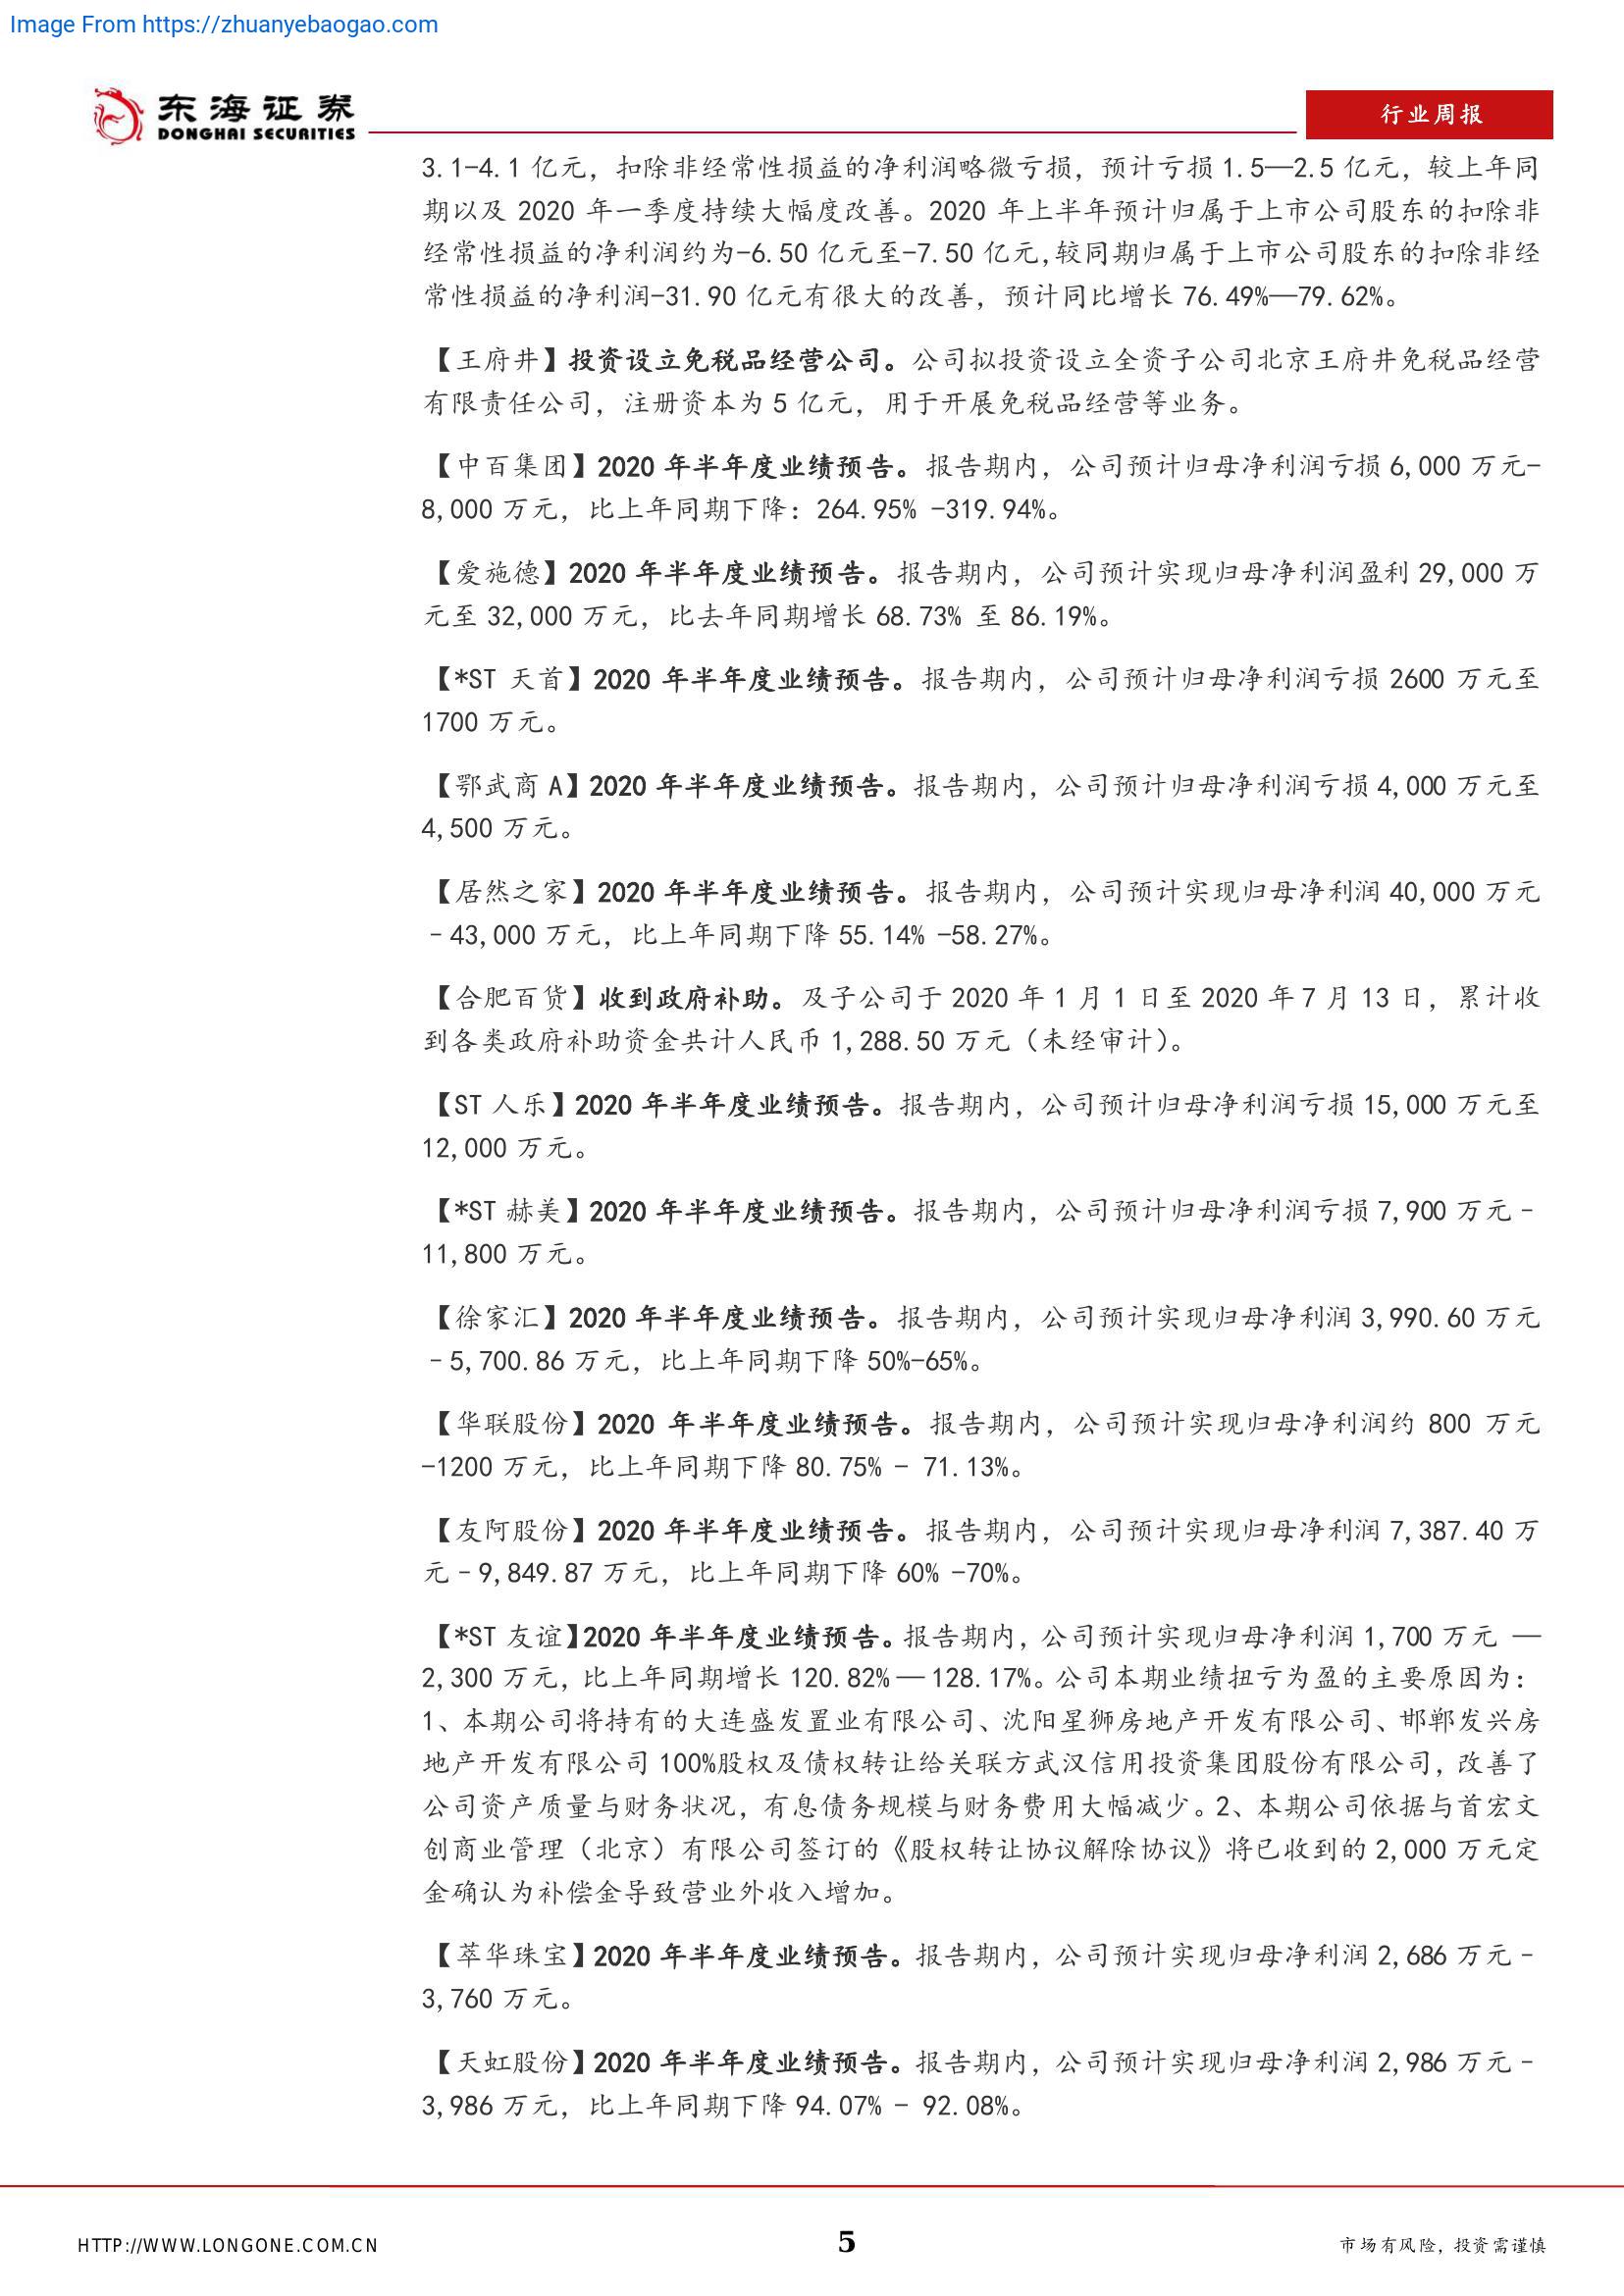 Image From https://zhuanyebaogao.com
东海证券
DONGHAI SECURITIES
行业周报
3.1-4.1 亿元，扣除非经常性损益的净利润略微亏损，预计亏损 1.5—2.5 亿元，较上年同
期以及 2020 年一季度持续大幅度改善。2020 年上半年预计归属于上市公司股东的扣除非
经常性损益的净利润约为-6.50 亿元至-7.50 亿元,较同期归属于上市公司股东的扣除非经
常性损益的净利润-31.90 亿元有很大的改善，预计同比增长 76.49%—79.62%。
【王府井】投资设立免税品经营公司。公司拟投资设立全资子公司北京王府井免税品经营
有限责任公司，注册资本为 5 亿元，用于开展免税品经营等业务。
【中百集团】2020 年半年度业绩预告。报告期内，公司预计归母净利润亏损 6,000 万元-
8,000 万元，比上年同期下降：264.95% -319.94%。
【爱施德】2020 年半年度业绩预告。报告期内，公司预计实现归母净利润盈利 29,000 万
元至 32,000 万元，比去年同期增长 68.73% 至 86.19%。
【*ST 天首】2020 年半年度业绩预告。报告期内，公司预计归母净利润亏损 2600 万元至
1700 万元。
【鄂武商 A】2020 年半年度业绩预告。报告期内，公司预计归母净利润亏损 4,000 万元至
4,500 万元。
【居然之家】2020 年半年度业绩预告。报告期内，公司预计实现归母净利润 40,000 万元
–43,000 万元，比上年同期下降 55.14% -58.27%。
【合肥百货】收到政府补助。及子公司于 2020 年 1 月 1 日至 2020 年 7 月 13 日，累计收
到各类政府补助资金共计人民币 1,288.50 万元（未经审计）。
【ST 人乐】2020 年半年度业绩预告。报告期内，公司预计归母净利润亏损 15,000 万元至
12,000 万元。
【*ST 赫美】2020 年半年度业绩预告。报告期内，公司预计归母净利润亏损 7,900 万元–
11,800 万元。
【徐家汇】2020 年半年度业绩预告。报告期内，公司预计实现归母净利润 3,990.60 万元
–5,700.86 万元，比上年同期下降 50%-65%。
【华联股份】2020 年半年度业绩预告。报告期内，公司预计实现归母净利润约 800 万元
-1200 万元，比上年同期下降 80.75% - 71.13%。
【友阿股份】2020 年半年度业绩预告。报告期内，公司预计实现归母净利润 7,387.40 万
元–9,849.87 万元，比上年同期下降 60% -70%。
【*ST 友谊】2020 年半年度业绩预告。报告期内，公司预计实现归母净利润 1,700 万元 —
2,300 万元，比上年同期增长 120.82%—128.17%。公司本期业绩扭亏为盈的主要原因为：
1、本期公司将持有的大连盛发置业有限公司、沈阳星狮房地产开发有限公司、邯郸发兴房
地产开发有限公司 100%股权及债权转让给关联方武汉信用投资集团股份有限公司，改善了
公司资产质量与财务状况，有息债务规模与财务费用大幅减少。2、本期公司依据与首宏文
创商业管理（北京）有限公司签订的《股权转让协议解除协议》将已收到的 2,000 万元定
金确认为补偿金导致营业外收入增加。
【萃华珠宝】2020 年半年度业绩预告。报告期内，公司预计实现归母净利润 2,686 万元–
3,760 万元。
【天虹股份】2020 年半年度业绩预告。报告期内，公司预计实现归母净利润 2,986 万元–
3,986 万元，比上年同期下降 94.07% - 92.08%。
HTTP://WWW.LONGONE.COM.CN
5
市场有风险，投资需谨慎